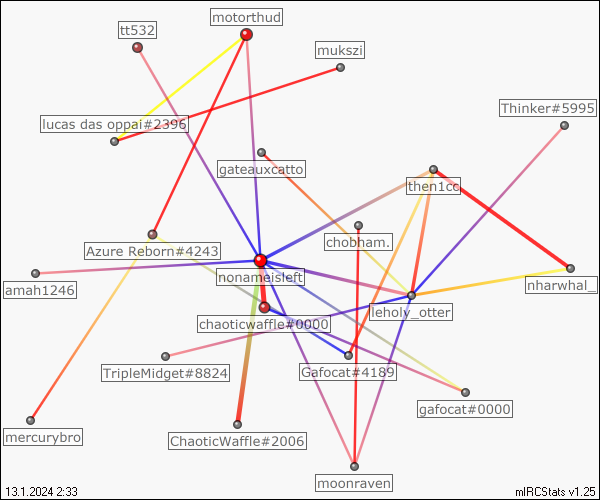 motorthud
tt532
mukszi
Thinker#5995
lucas das oppai#2396
gateauxcatto
then1cc
chobham.
Azure Reborn#4243
nonameisleft
nharwhal_
amah1246
leholy_otter
chaoticwaffle#0000
TripleMidget#8824
Gafocat#4189
gafocat#0000
mercurybro
ChaoticWaffle#2006
moonraven
13.1.2024 2:33
mIRCStats v1.25